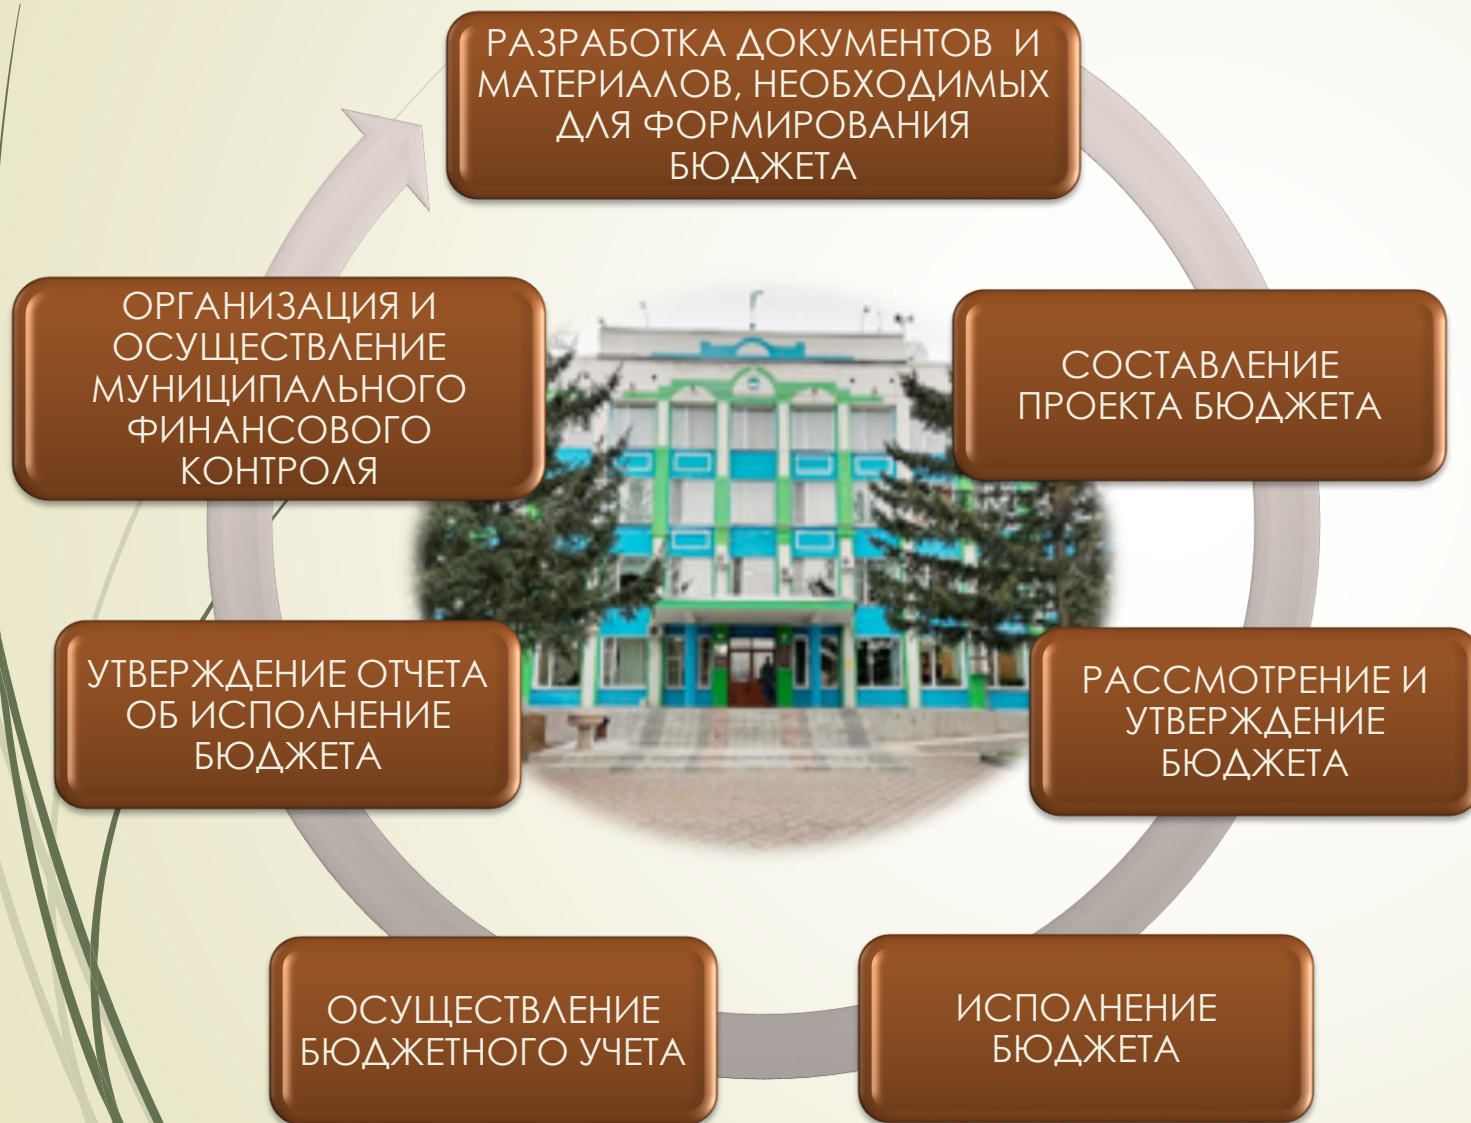 РАЗРАБОТКА ДОКУМЕНТОВ И
МАТЕРИАЛОВ, НЕОБХОДИМЫХ
ДЛЯ ФОРМИРОВАНИЯ
БЮДЖЕТА
СОСТАВЛЕНИЕ
ПРОЕКТА БЮДЖЕТА
РАССМОТРЕНИЕ И
УТВЕРЖДЕНИЕ
БЮДЖЕТА
ИСПОЛНЕНИЕ
БЮДЖЕТА
ОСУЩЕСТВЛЕНИЕ
БЮДЖЕТНОГО УЧЕТА
УТВЕРЖДЕНИЕ ОТЧЕТА
ОБ ИСПОЛНЕНИЕ
БЮДЖЕТА
ОРГАНИЗАЦИЯ И
ОСУЩЕСТВЛЕНИЕ
МУНИЦИПАЛЬНОГО
ФИНАНСОВОГО
КОНТРОЛЯ